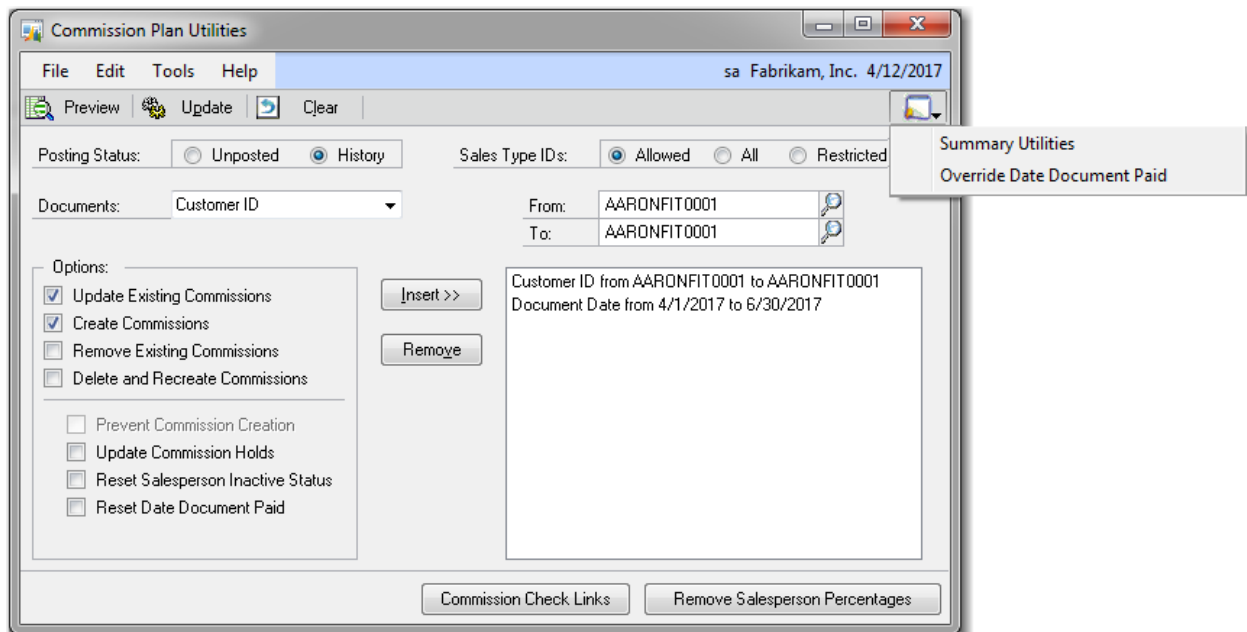 Commission Plan Utilities
File Edit Tools Help sa Fabrikam, Inc. 4/12/2017
Preview Update Clear
Summary Utilities
Override Date Document Paid
Posting Status: Unposted History Sales Type IDs: Allowed All Restricted
Documents: Customer ID From: AARONFIT0001
To: AARONFIT0001
Options:
Update Existing Commissions
Create Commissions
Remove Existing Commissions
Delete and Recreate Commissions
Prevent Commission Creation
Update Commission Holds
Reset Salesperson Inactive Status
Reset Date Document Paid
Insert >>
Remove
Customer ID from AARONFIT0001 to AARONFIT0001
Document Date from 4/1/2017 to 6/30/2017
Commission Check Links Remove Salesperson Percentages